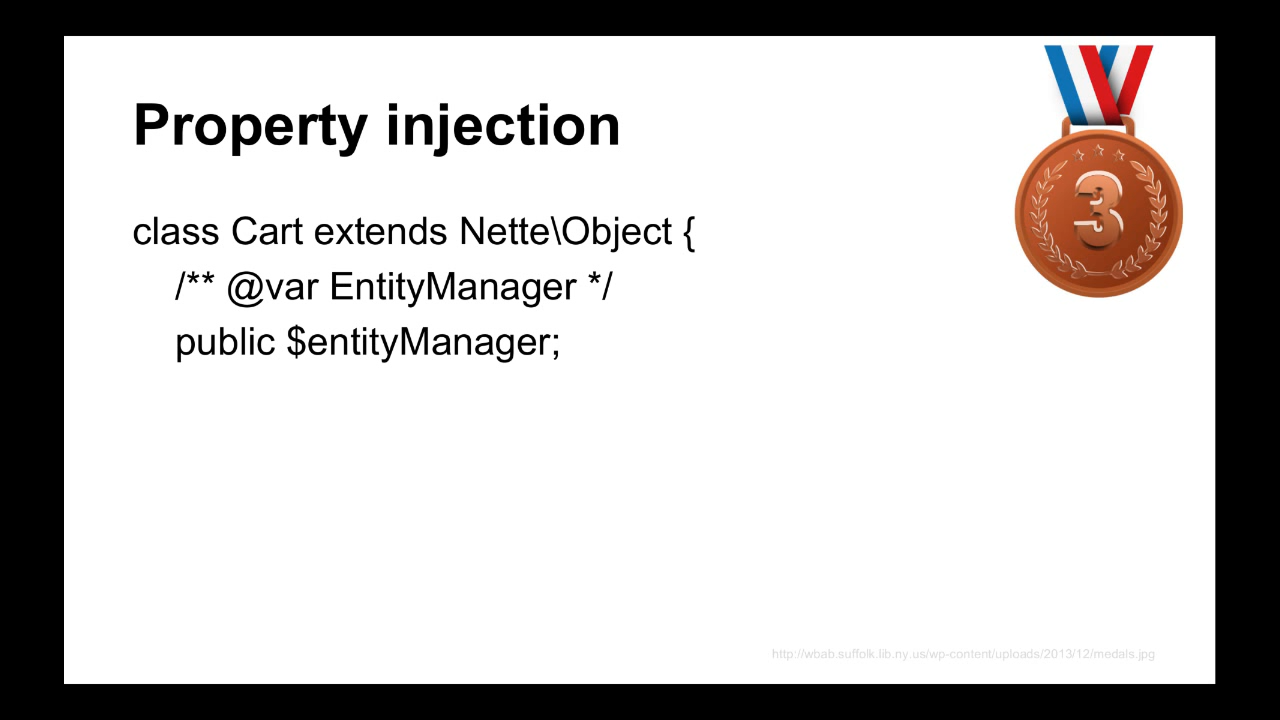 Property injection
3
class Cart extends Nette\Object {
/** @var EntityManager */
public $entityManager;
http://wbab.suffolk.lib.ny.us/wp-content/uploads/2013/12/medals.jpg